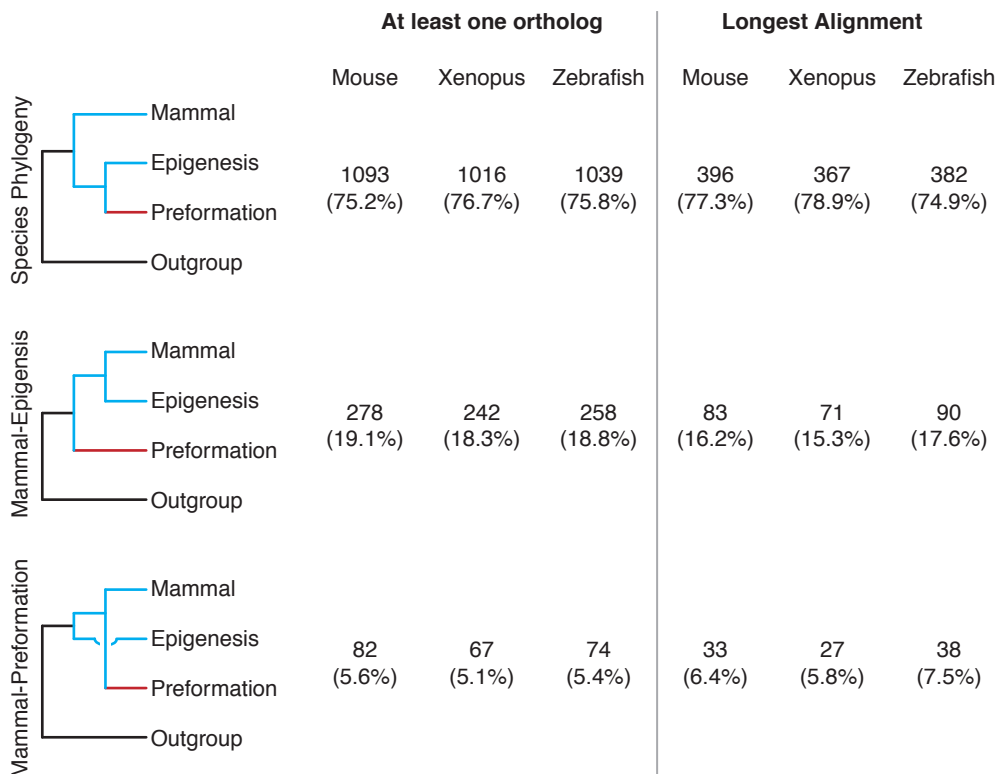 At least one ortholog Longest Alignment
Mouse Xenopus Zebrafish Mouse Xenopus Zebrafish
Species Phylogeny
Mammal
Epigenesis
Preformation
Outgroup
1093 1016 1039 396 367 382
(75.2%) (76.7%) (75.8%) (77.3%) (78.9%) (74.9%)
Mammal-Epigensis
Mammal
Epigenesis
Preformation
Outgroup
278 242 258 83 71 90
(19.1%) (18.3%) (18.8%) (16.2%) (15.3%) (17.6%)
Mammal-Preformation
Mammal
Epigenesis
Preformation
Outgroup
82 67 74 33 27 38
(5.6%) (5.1%) (5.4%) (6.4%) (5.8%) (7.5%)